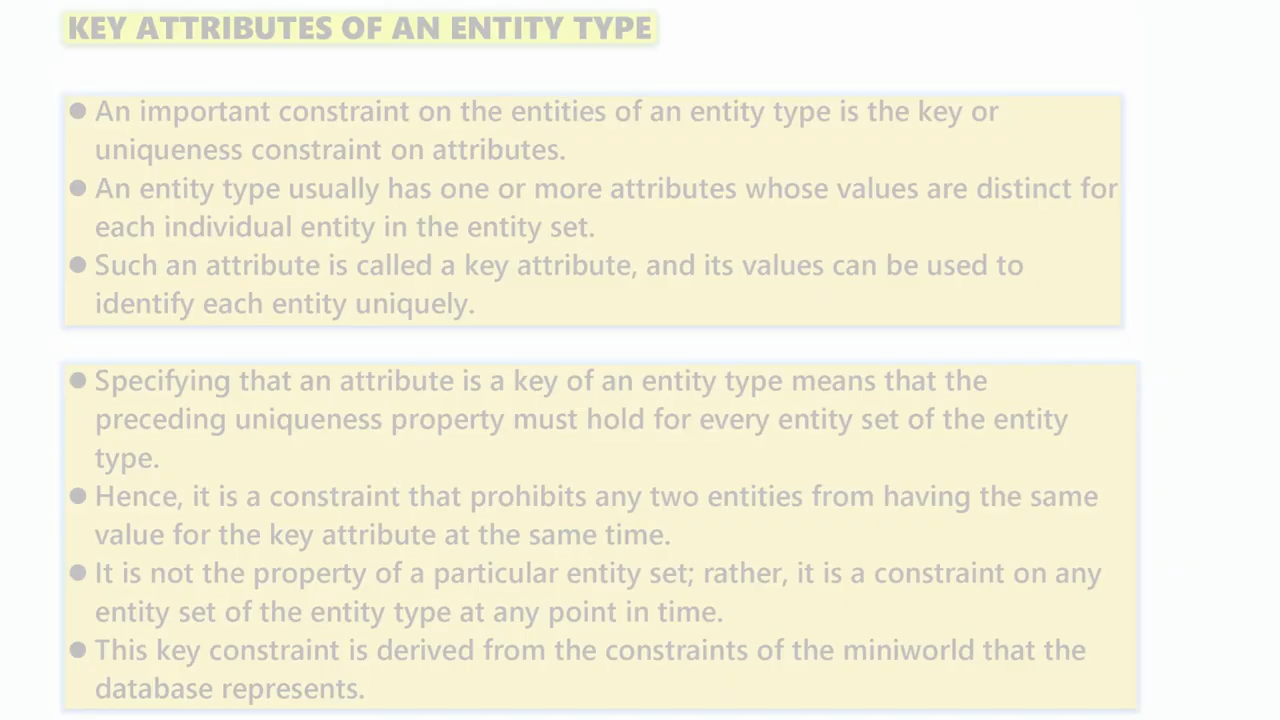 KEY ATTRIBUTES OF AN ENTITY TYPE
● An important constraint on the entities of an entity type is the key or
uniqueness constraint on attributes.
● An entity type usually has one or more attributes whose values are distinct for
each individual entity in the entity set.
● Such an attribute is called a key attribute, and its values can be used to
identify each entity uniquely.
● Specifying that an attribute is a key of an entity type means that the
preceding uniqueness property must hold for every entity set of the entity
type.
● Hence, it is a constraint that prohibits any two entities from having the same
value for the key attribute at the same time.
● It is not the property of a particular entity set; rather, it is a constraint on any
entity set of the entity type at any point in time.
● This key constraint is derived from the constraints of the miniworld that the
database represents.